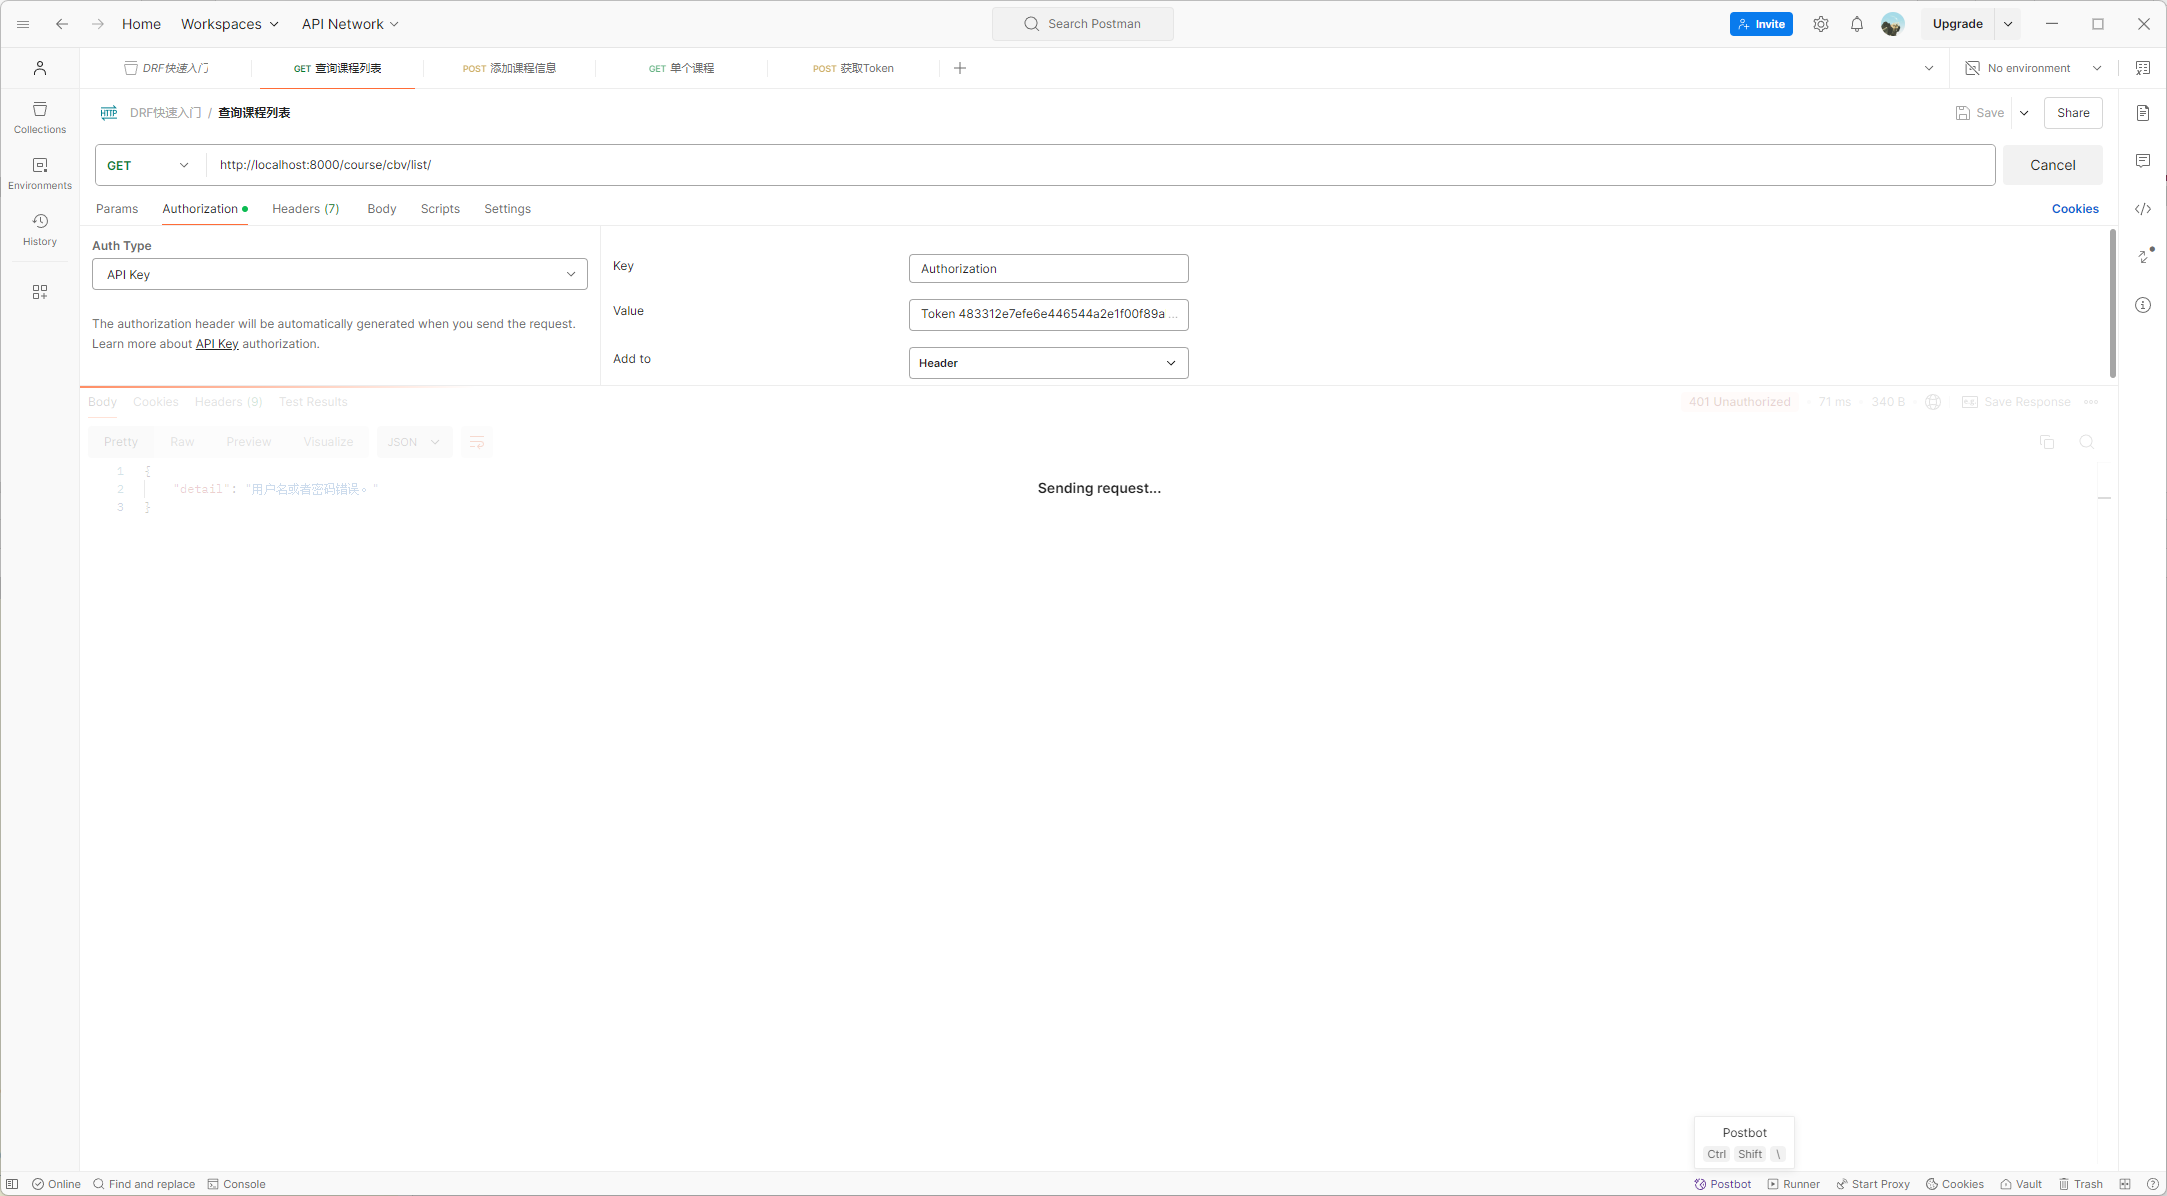 Home Workspaces API Network Search Postman Invite Upgrade
DRF快速入门 GET 查询课程列表 POST 添加课程信息 GET 单个课程 POST 获取Token No environment
DRF快速入门 / 查询课程列表 Save Share
Collections
GET http://localhost:8000/course/cbv/list/ Cancel
Environments
Params Authorization Headers (7) Body Scripts Settings Cookies
History
Auth Type
API Key
The authorization header will be automatically generated when you send the request.
Learn more about API Key authorization.
Key Authorization
Value Token 483312e7efe6e446544a2e1f00f89a ...
Add to Header
Body Cookies Headers (9) Test Results 401 Unauthorized 71 ms 340 B Save Response
Pretty Raw Preview Visualize JSON
1 {
2 "detail": "用户名或者密码错误。"
3 }
Sending request...
Postbot
Ctrl Shift \
Online Find and replace Console Postbot Runner Start Proxy Cookies Vault Trash